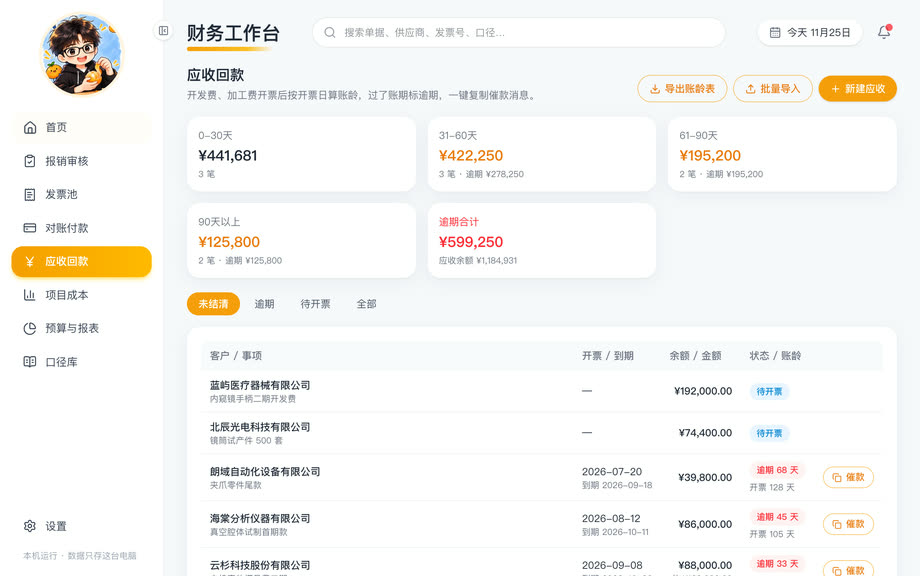 财务工作台
搜索单据、供应商、发票号、口径...
今天 11月25日
首页
报销审核
发票池
对账付款
应收回款
项目成本
预算与报表
口径库
设置
本机运行 · 数据只存这台电脑
应收回款
开发费、加工费开票后按开票日算账龄，过了账期标逾期，一键复制催款消息。
导出账龄表
批量导入
新建应收
0–30天
¥441,681
3 笔
31–60天
¥422,250
3 笔 · 逾期 ¥278,250
61–90天
¥195,200
2 笔 · 逾期 ¥195,200
90天以上
¥125,800
2 笔 · 逾期 ¥125,800
逾期合计
¥599,250
应收余额 ¥1,184,931
未结清 逾期 待开票 全部
客户 / 事项 开票 / 到期 余额 / 金额 状态 / 账龄
蓝屿医疗器械有限公司 — ¥192,000.00 待开票
内窥镜手柄二期开发费
北辰光电科技有限公司 — ¥74,400.00 待开票
镜筒试产件 500 套
朗域自动化设备有限公司 2026-07-20 ¥39,800.00 逾期 68 天 催款
夹爪零件尾款 到期 2026-09-18 开票 128 天
海棠分析仪器有限公司 2026-08-12 ¥86,000.00 逾期 45 天 催款
真空腔体试制首期款 到期 2026-10-11 开票 105 天
云杉科技股份有限公司 2026-09-08 ¥88,000.00 逾期 33 天 催款